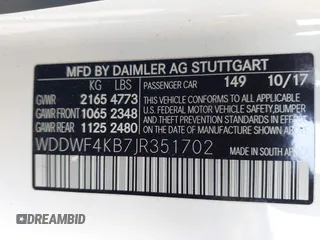 MFD BY DAIMLER AG STUTTGART
KG LBS PASSENGER CAR 149 10/17
GVWR 2165 4773
GAWR FRONT 1065 2348
GAWR REAR 1125 2480
THIS VEHICLE CONFORMS TO ALL APPLICABLE
U.S. FEDERAL MOTOR VEHICLE SAFETY,
BUMPER, AND THEFT PREVENTION
STANDARDS IN EFFECT ON THE DATE OF
MANUFACTURE SHOWN ABOVE.
WDDWF4KB7JR351702
MADE IN SOUTH
DREAMBID